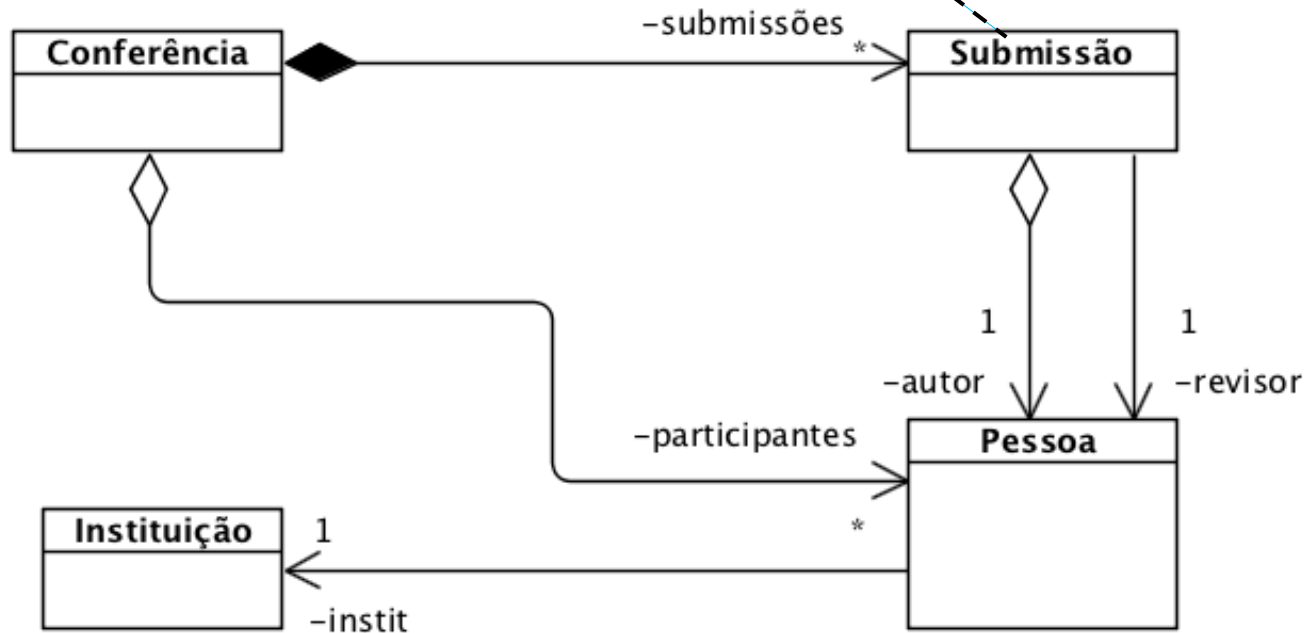 -submissões
Conferência
*
Submissão
1
1
-autor
-revisor
-participantes
Pessoa
*
Instituição
1
-instit